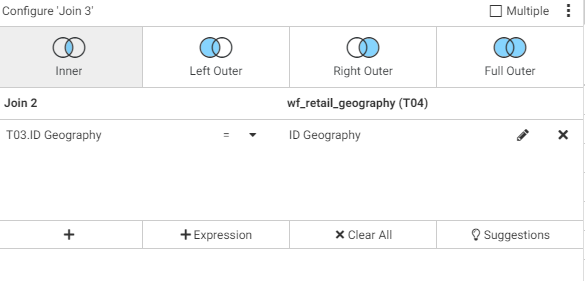 Configure 'Join 3'
Multiple
Inner
Left Outer
Right Outer
Full Outer
Join 2
wf_retail_geography (T04)
T03.ID Geography
=
ID Geography
Expression
Clear All
Suggestions